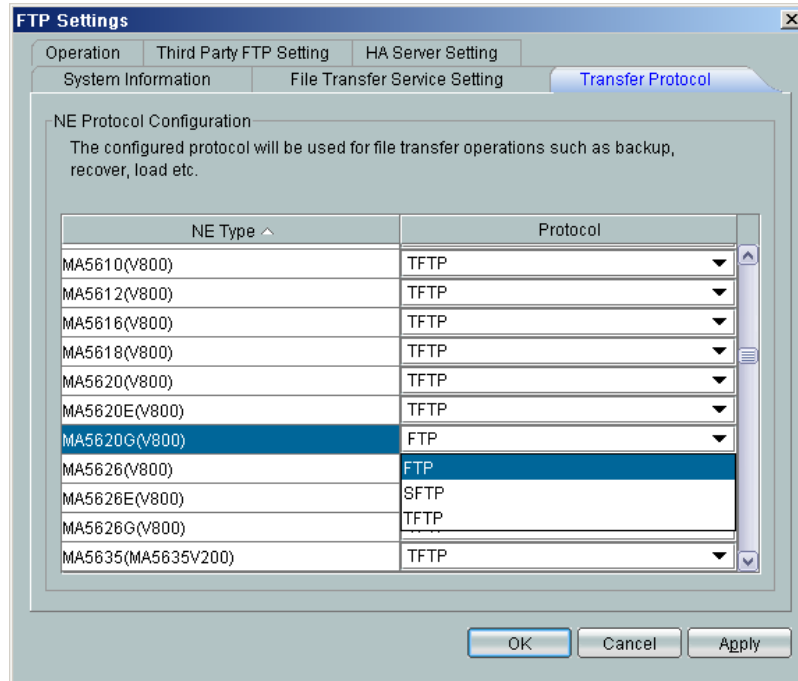 FTP Settings
Operation Third Party FTP Setting HA Server Setting
System Information File Transfer Service Setting Transfer Protocol
NE Protocol Configuration
The configured protocol will be used for file transfer operations such as backup,
recover, load etc.
NE Type Protocol
MA5610(V800) TFTP
MA5612(V800) TFTP
MA5616(V800) TFTP
MA5618(V800) TFTP
MA5620(V800) TFTP
MA5620E(V800) TFTP
MA5620G(V800) FTP
MA5626(V800) FTP
MA5626E(V800) SFTP
MA5626G(V800) TFTP
MA5635(MA5635V200) TFTP
OK Cancel Apply